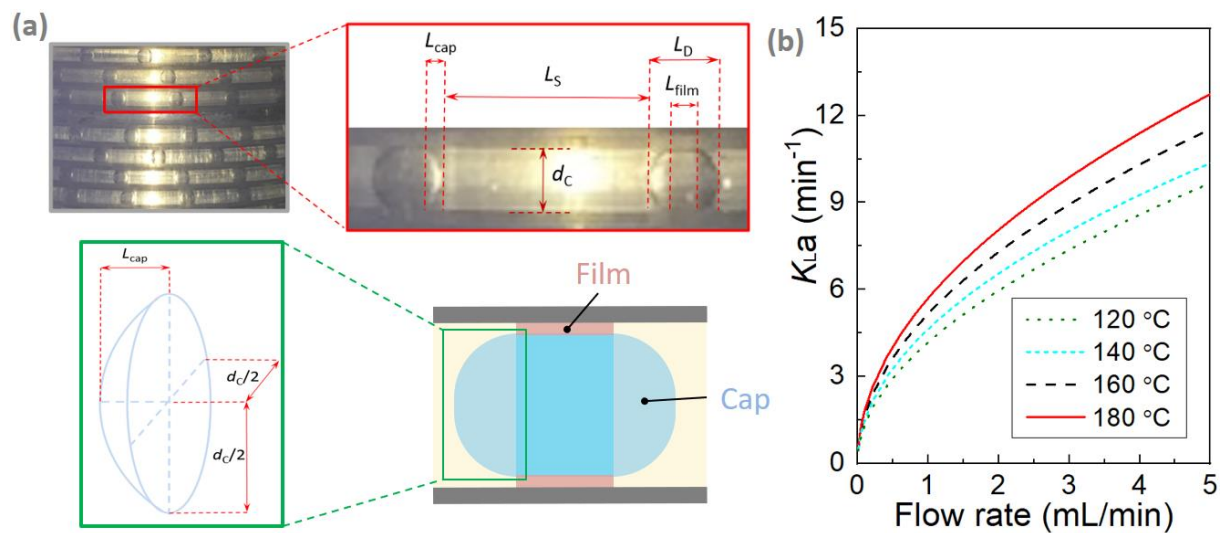 (a)
L_cap
L_S
L_D
L_film
d_C
L_cap
d_C/2
d_C/2
Film
Cap
(b)
K_La (min⁻¹)
15
12
9
6
3
0
120 °C
140 °C
160 °C
180 °C
0 1 2 3 4 5
Flow rate (mL/min)